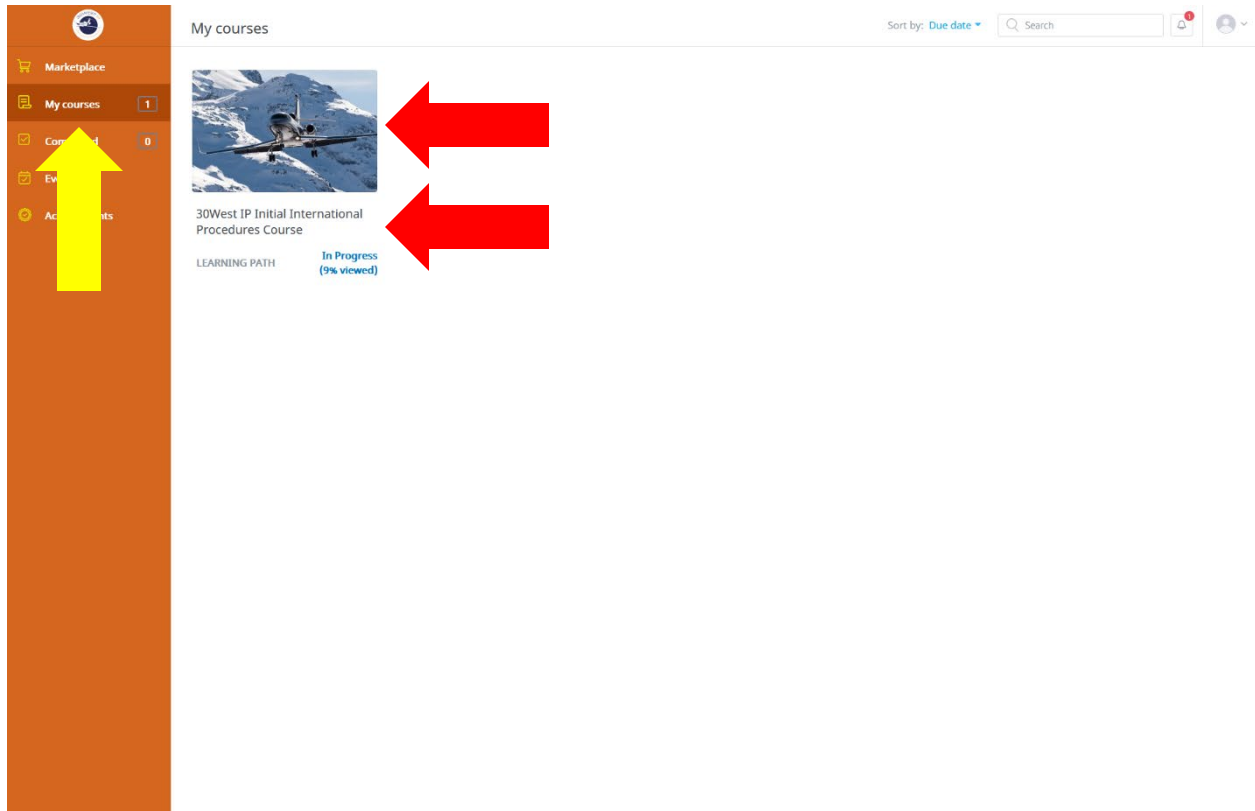 My courses
Sort by: Due date
Search
1
Marketplace
My courses 1
0
30West IP Initial International
Procedures Course
LEARNING PATH
In Progress
(9% viewed)